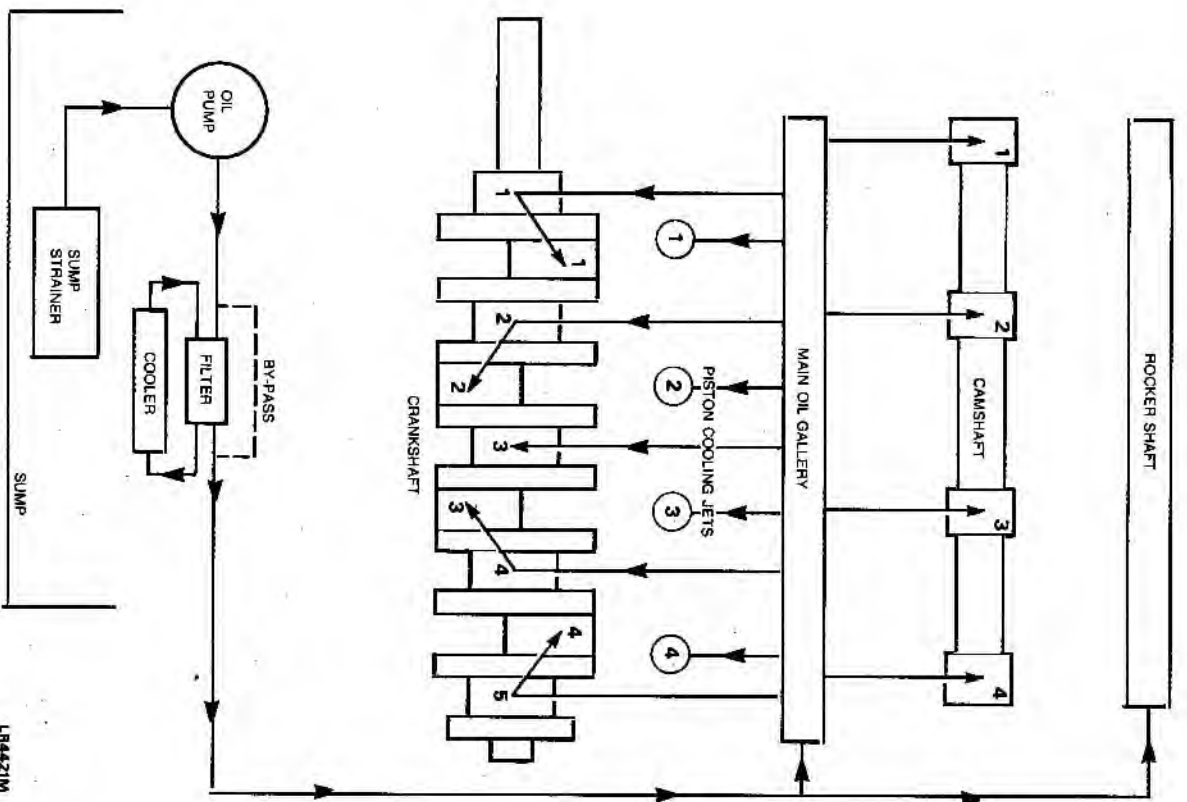 ROCKER SHAFT
1
2
CAMSHAFT
3
4
MAIN OIL GALLERY
PISTON COOLING JETS
1
2
3
4
1
1
2
2
3
3
4
4
5
CRANKSHAFT
OIL
PUMP
SUMP
STRAINER
BY-PASS
FILTER
COOLER
SUMP
LR4421M